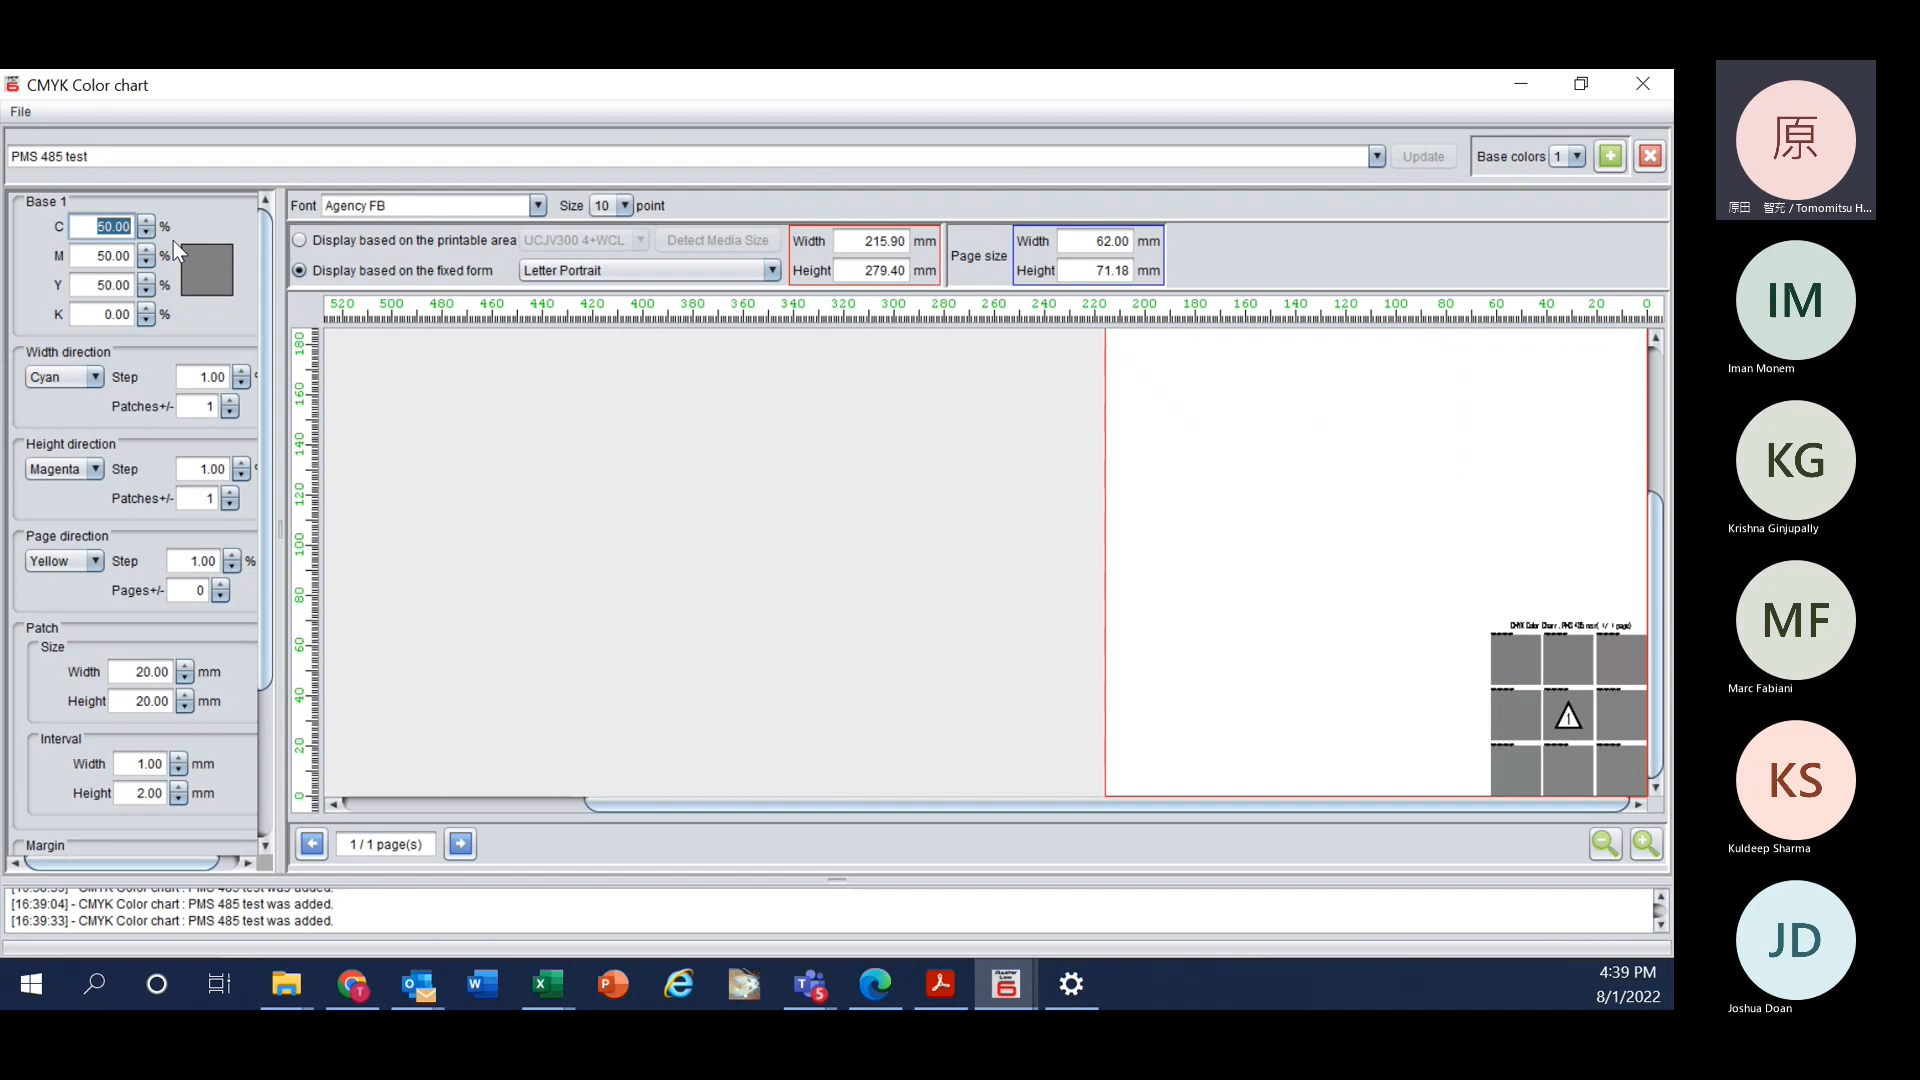 CMYK Color chart
File
PMS 485 test
Update
Base colors 1
Base 1
C 50.00 %
M 50.00 %
Y 50.00 %
K 0.00 %
Width direction
Cyan Step 1.00
Patches+/- 1
Height direction
Magenta Step 1.00
Patches+/- 1
Page direction
Yellow Step 1.00 %
Pages+/- 0
Patch
Size
Width 20.00 mm
Height 20.00 mm
Interval
Width 1.00 mm
Height 2.00 mm
Margin
Font Agency FB Size 10 point
Display based on the printable area UCJV300 4+WCL Detect Media Size
Display based on the fixed form Letter Portrait
Width 215.90 mm
Height 279.40 mm
Page size
Width 62.00 mm
Height 71.18 mm
520 500 480 460 440 420 400 380 360 340 320 300 280 260 240 220 200 180 160 140 120 100 80 60 40 20 0
180
160
140
120
100
80
60
40
20
0
1
1 / 1 page(s)
[16:39:04] - CMYK Color chart : PMS 485 test was added.
[16:39:33] - CMYK Color chart : PMS 485 test was added.
4:39 PM
8/1/2022
原
原田 智充 / Tomomitsu H...
IM
Iman Monem
KG
Krishna Ginjupally
MF
Marc Fabiani
KS
Kuldeep Sharma
JD
Joshua Doan